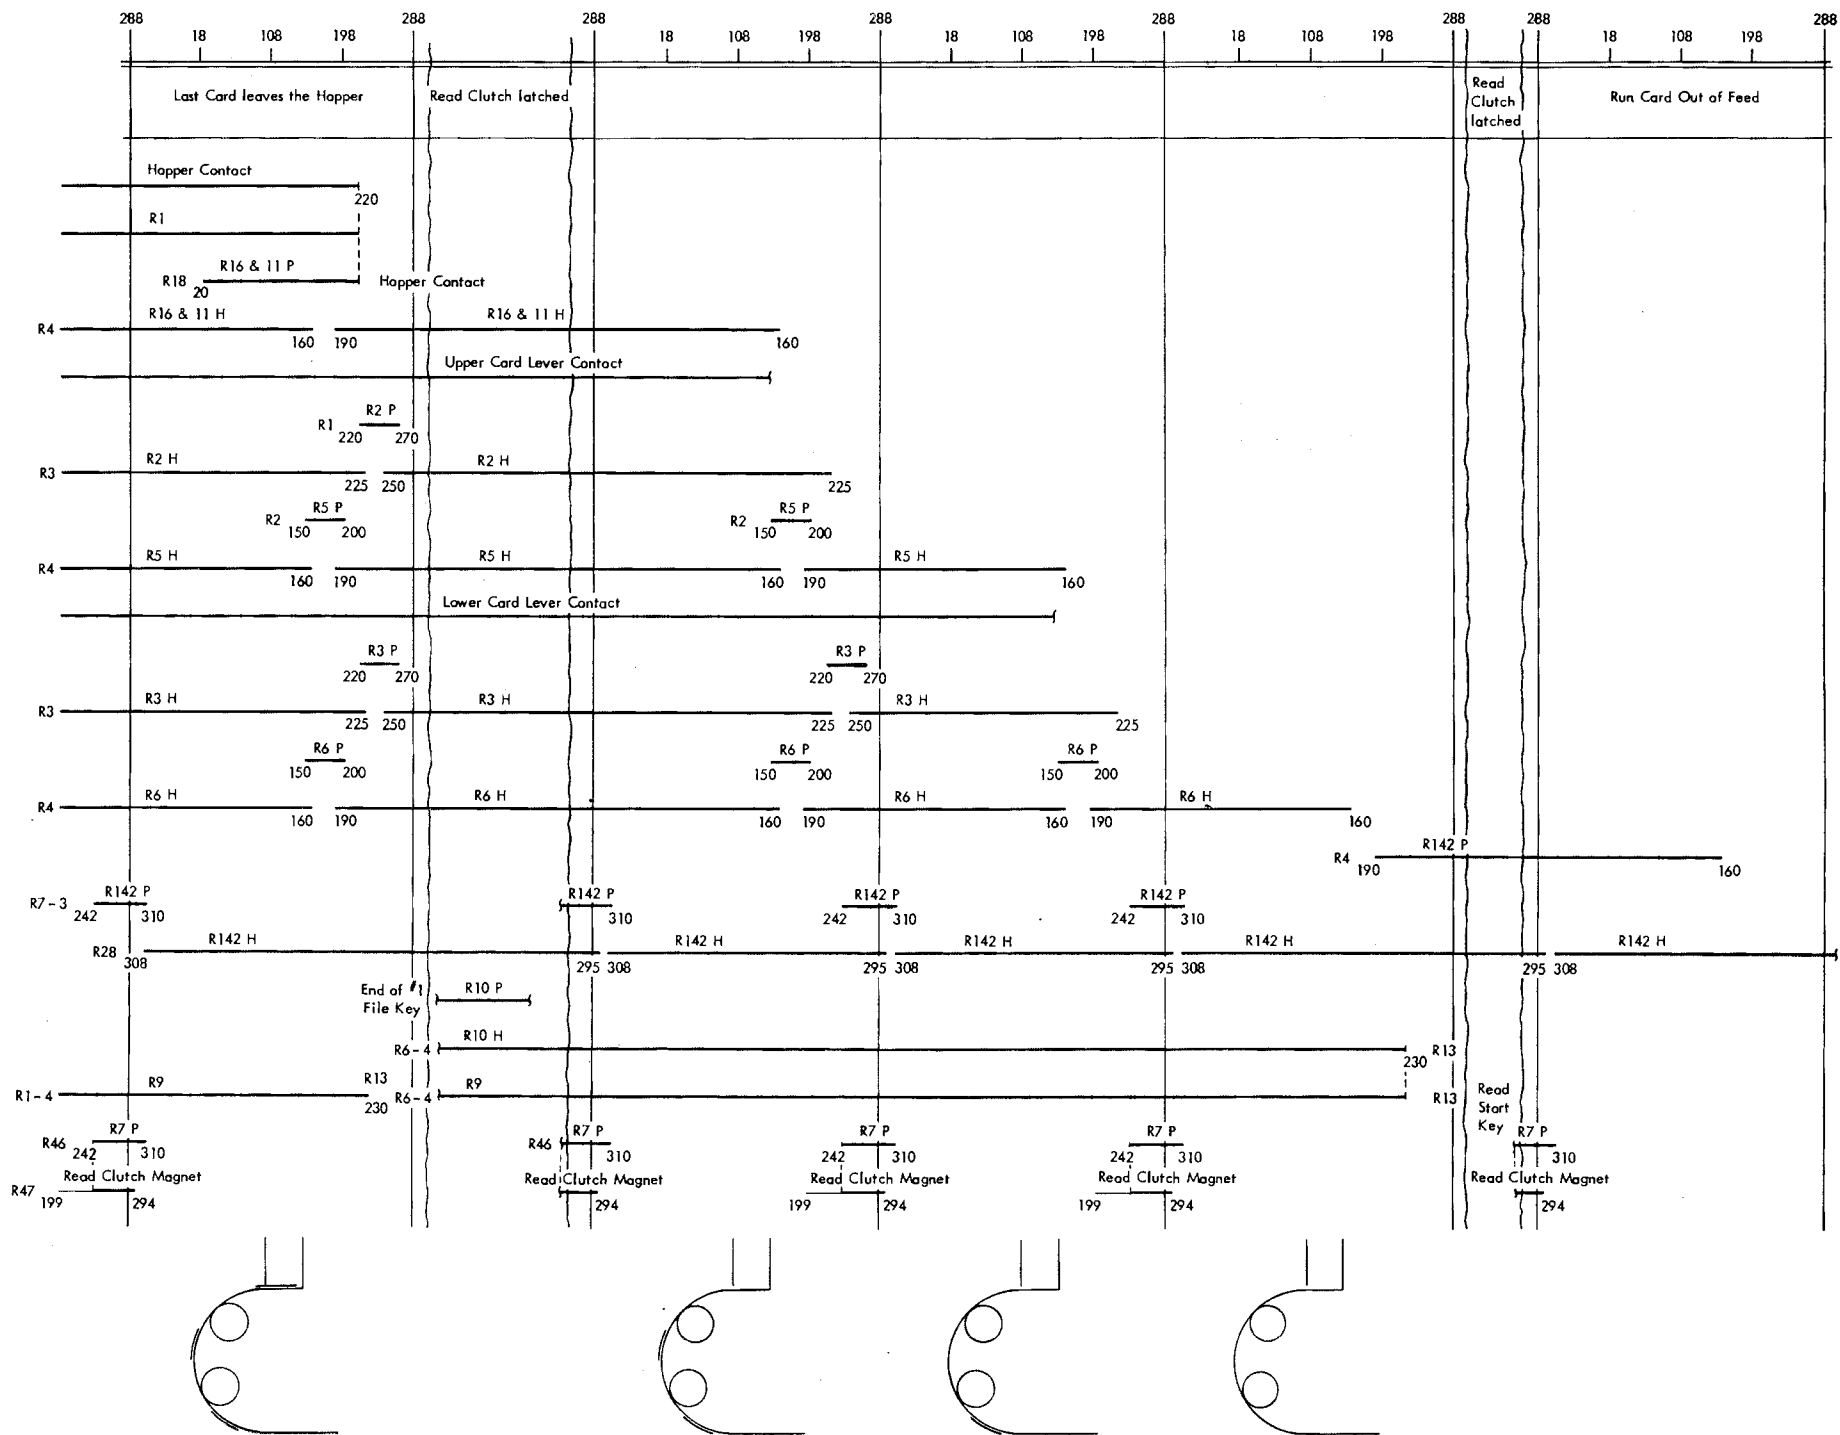 288 288 288 288 288 288 288 288
18 108 198 18 108 198 18 108 198 18 108 198 18 108 198
Last Card leaves the Hopper Read Clutch latched Read Clutch latched Run Card Out of Feed
Hopper Contact
220
R1
R16 & 11 P
R18 Hopper Contact
20
R16 & 11 H R16 & 11 H
R4
160 190 160
Upper Card Lever Contact
R2 P
R1 220 270
R2 H R2 H
R3
225 250 225
R5 P R5 P
R2 150 200 R2 150 200
R5 H R5 H R5 H
R4
160 190 160 190 160
Lower Card Lever Contact
R3 P R3 P
220 270 220 270
R3 H R3 H R3 H
R3
225 250 225 250 225
R6 P R6 P R6 P
150 200 150 200 150 200
R6 H R6 H R6 H R6 H
R4
160 190 160 190 160 190 160
R142 P
R4 190 160
R142 P R142 P R142 P R142 P
R7-3
242 310 310 242 310 242 310
R142 H R142 H R142 H R142 H R142 H
R28
308 295 308 295 308 295 308 295 308
End of #1 File Key R10 P
R10 H
R6-4 230 R13
R9 R13 R9
R1-4 230 R6-4 R13
Read Start Key
R7 P R7 P R7 P R7 P R7 P
R46 R46
242 310 310 242 310 242 310 310
Read Clutch Magnet Read Clutch Magnet Read Clutch Magnet Read Clutch Magnet Read Clutch Magnet
R47
199 294 294 199 294 199 294 294